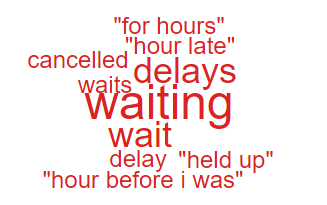 "for hours"
"hour late"
cancelled delays
waits
waiting
wait
delay "held up"
"hour before i was"